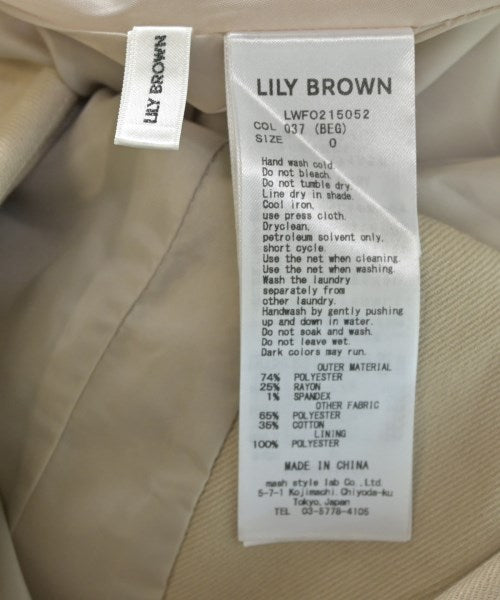 LILY BROWN
LILY BROWN
LWFO215052
COL 037 (BEG)
SIZE 0
Hand wash cold.
Do not bleach.
Do not tumble dry.
Line dry in shade.
Cool iron.
use press cloth.
Dryclean.
petroleum solvent only.
short cycle.
Use the net when cleaning.
Use the net when washing.
Wash the laundry
separately from
other laundry.
Handwash by gently pushing
up and down in water.
Do not soak and wash.
Do not leave wet.
Dark colors may run.
OUTER MATERIAL
74% POLYESTER
25% RAYON
1% SPANDEX
OTHER FABRIC
65% POLYESTER
35% COTTON
LINING
100% POLYESTER
MADE IN CHINA
mash style lab Co., Ltd.
5-7-1 Kojimachi, Chiyoda-ku
Tokyo, Japan
TEL 03-5778-4105